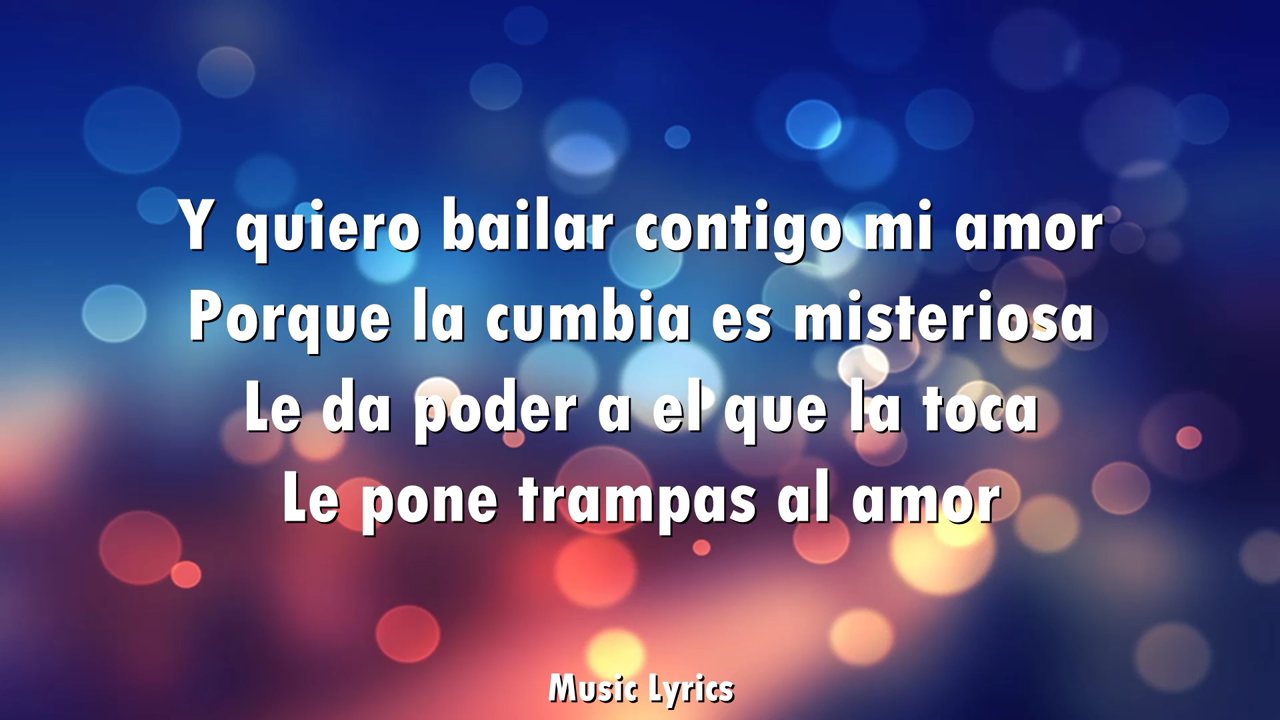 Y quiero bailar contigo mi amor
Porque la cumbia es misteriosa
Le da poder a el que la toca
Le pone trampas al amor
Music Lyrics